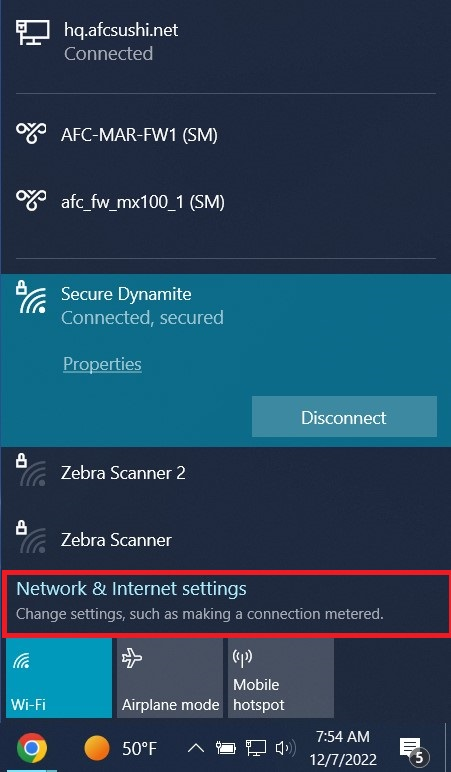 hq.afcsushi.net
Connected
AFC-MAR-FW1 (SM)
afc_fw_mx100_1 (SM)
Secure Dynamite
Connected, secured
Properties
Disconnect
Zebra Scanner 2
Zebra Scanner
Network & Internet settings
Change settings, such as making a connection metered.
Wi-Fi
Airplane mode
Mobile
hotspot
50°F
7:54 AM
12/7/2022
5